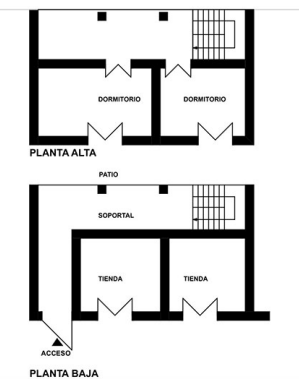 DORMITORIO DORMITORIO
PLANTA ALTA
PATIO
SOPORTAL
TIENDA TIENDA
ACCESO
PLANTA BAJA